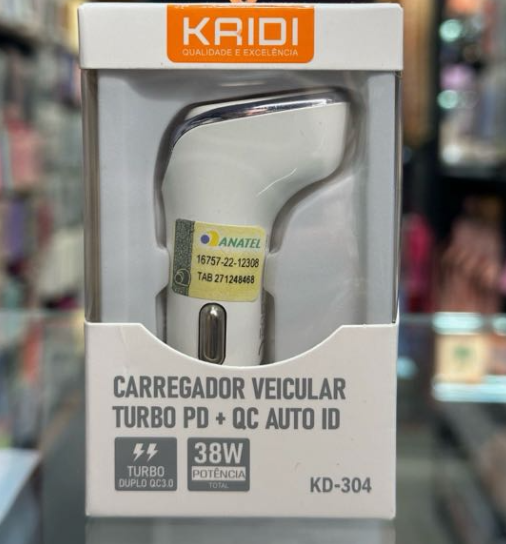 KAIDI
QUALIDADE E EXCELÊNCIA
ANATEL
16757-22-12308
TAB 271248468
CARREGADOR VEICULAR
TURBO PD + QC AUTO ID
TURBO
DUPLO QC3.0
38W
POTÊNCIA
TOTAL
KD-304